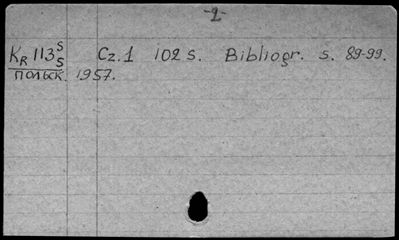 -2-
KR 113 S/S Cz.1 102 s. Bibliogr. s. 89-99.
польск. 1957.